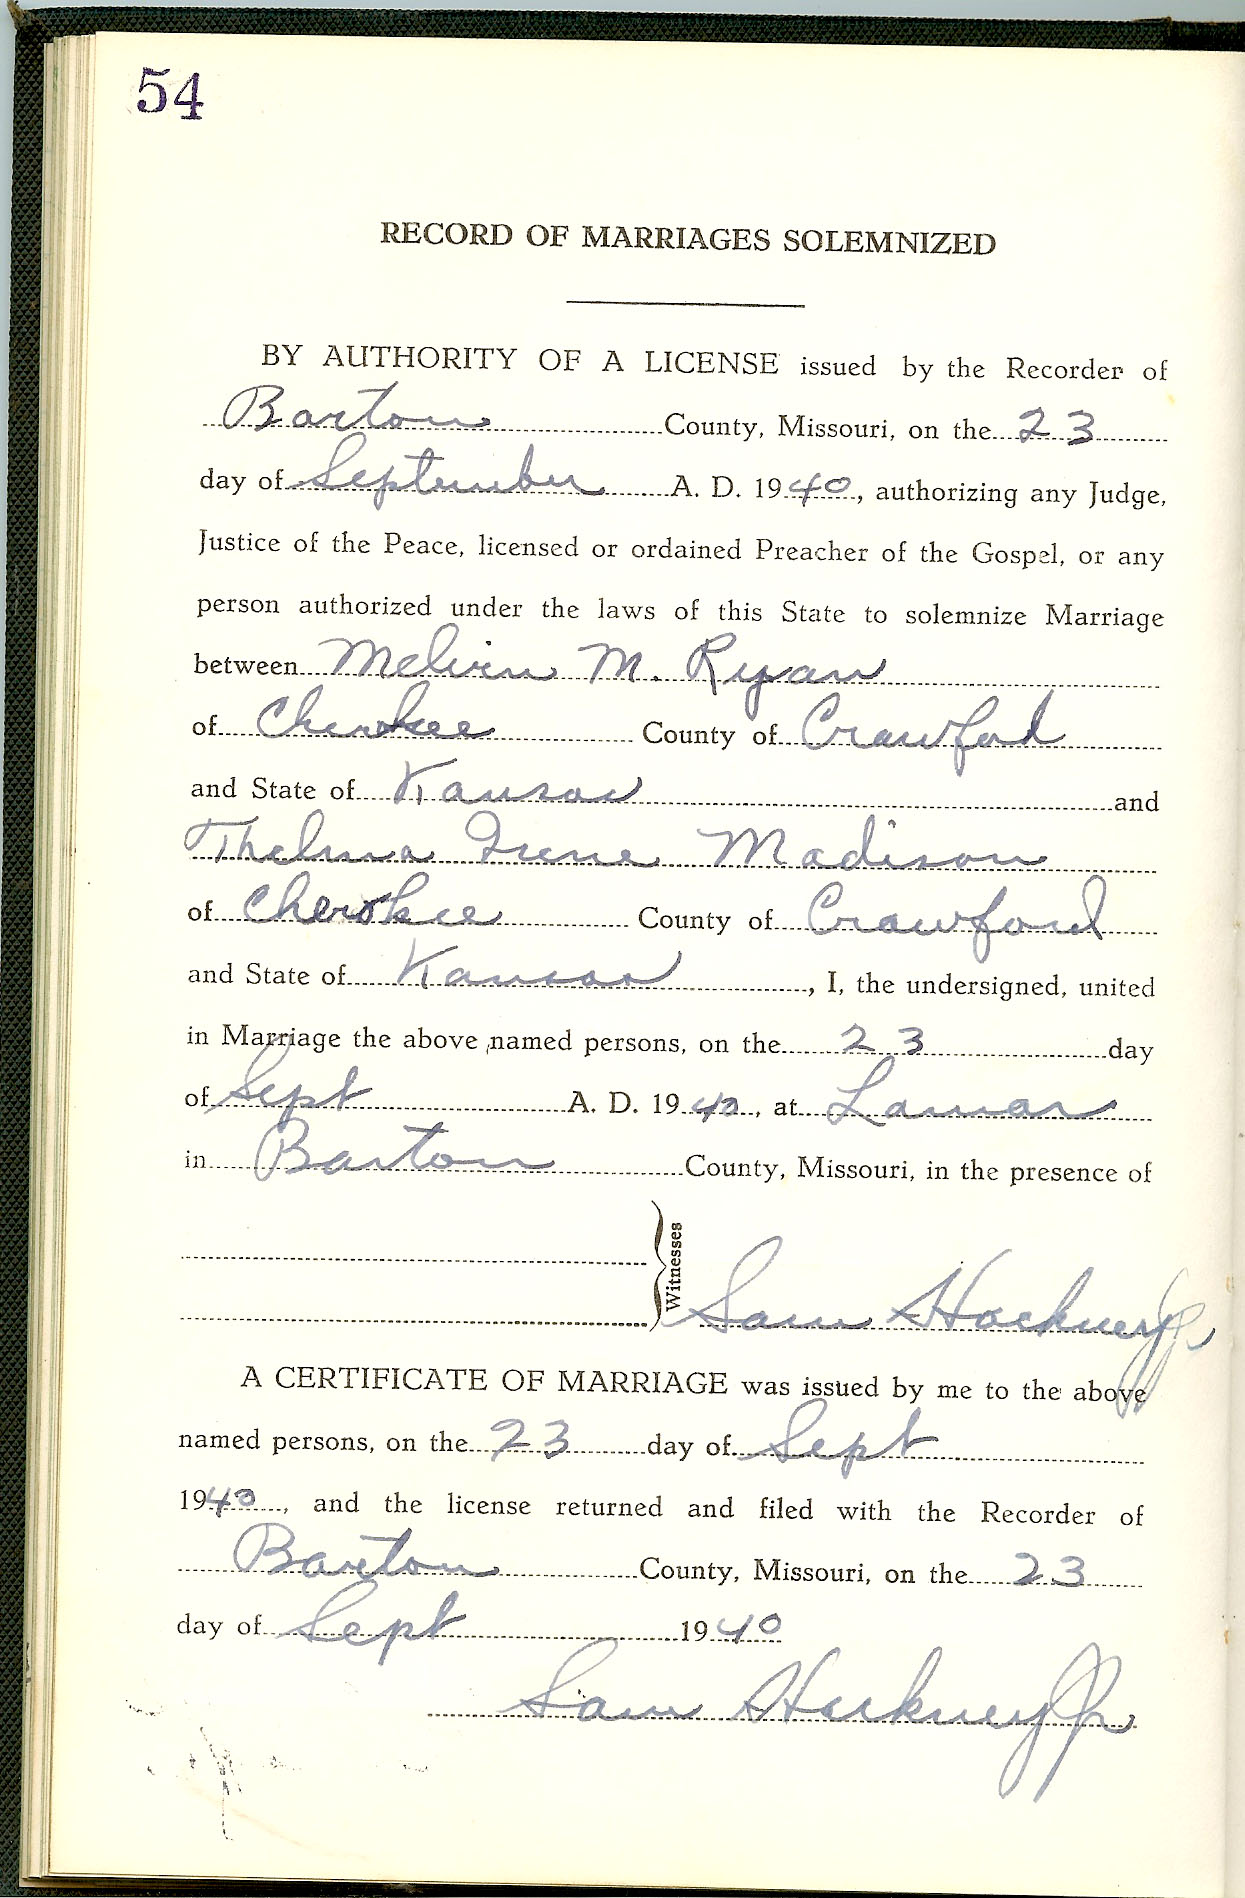 54
RECORD OF MARRIAGES SOLEMNIZED
BY AUTHORITY OF A LICENSE issued by the Recorder of
Barton County, Missouri, on the 23
day of September A. D. 1940, authorizing any Judge,
Justice of the Peace, licensed or ordained Preacher of the Gospel, or any
person authorized under the laws of this State to solemnize Marriage
between Melvin M. Ryan
of Cherokee County of Crawford
and State of Kansas and
Thelma Irene Madison
of Cherokee County of Crawford
and State of Kansas, I, the undersigned, united
in Marriage the above named persons, on the 23 day
of Sept A. D. 1940, at Lamar
in Barton County, Missouri, in the presence of
Witnesses
Sam Hackney JP
A CERTIFICATE OF MARRIAGE was issued by me to the above
named persons, on the 23 day of Sept
1940, and the license returned and filed with the Recorder of
Barton County, Missouri, on the 23
day of Sept 1940
Sam Hackney JP